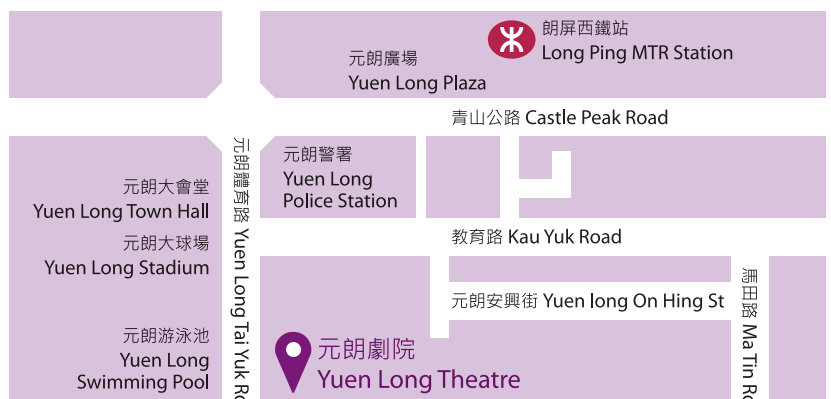 朗屏西鐵站
Long Ping MTR Station
元朗廣場
Yuen Long Plaza
青山公路 Castle Peak Road
元朗警署
Yuen Long
Police Station
元朗大會堂
Yuen Long Town Hall
元朗大球場
Yuen Long Stadium
元朗體育路 Yuen Long Tai Yuk Ro
教育路 Kau Yuk Road
元朗安興街 Yuen long On Hing St
馬田路 Ma Tin Ro
元朗游泳池
Yuen Long
Swimming Pool
元朗劇院
Yuen Long Theatre